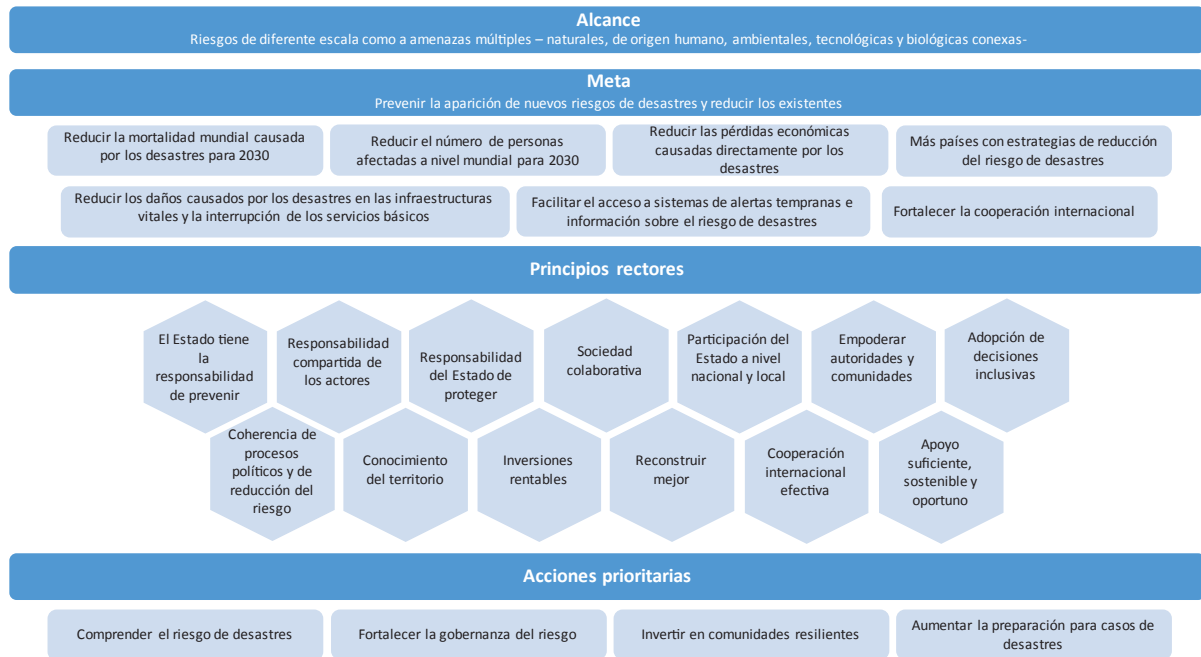 Alcance
Riesgos de diferente escala como a amenazas múltiples – naturales, de origen humano, ambientales, tecnológicas y biológicas conexas-
Meta
Prevenir la aparición de nuevos riesgos de desastres y reducir los existentes
Reducir la mortalidad mundial causada
por los desastres para 2030
Reducir el número de personas
afectadas a nivel mundial para 2030
Reducir las pérdidas económicas
causadas directamente por los
desastres
Más países con estrategias de reducción
del riesgo de desastres
Reducir los daños causados por los desastres en las infraestructuras
vitales y la interrupción de los servicios básicos
Facilitar el acceso a sistemas de alertas tempranas e
información sobre el riesgo de desastres
Fortalecer la cooperación internacional
Principios rectores
El Estado tiene
la
responsabilidad
de prevenir
Responsabilidad
compartida de
los actores
Responsabilidad
del Estado de
proteger
Sociedad
colaborativa
Participación del
Estado a nivel
nacional y local
Empoderar
autoridades y
comunidades
Adopción de
decisiones
inclusivas
Coherencia de
procesos
políticos y de
reducción del
riesgo
Conocimiento
del territorio
Inversiones
rentables
Reconstruir
mejor
Cooperación
internacional
efectiva
Apoyo
suficiente,
sostenible y
oportuno
Acciones prioritarias
Comprender el riesgo de desastres
Fortalecer la gobernanza del riesgo
Invertir en comunidades resilientes
Aumentar la preparación para casos de
desastres